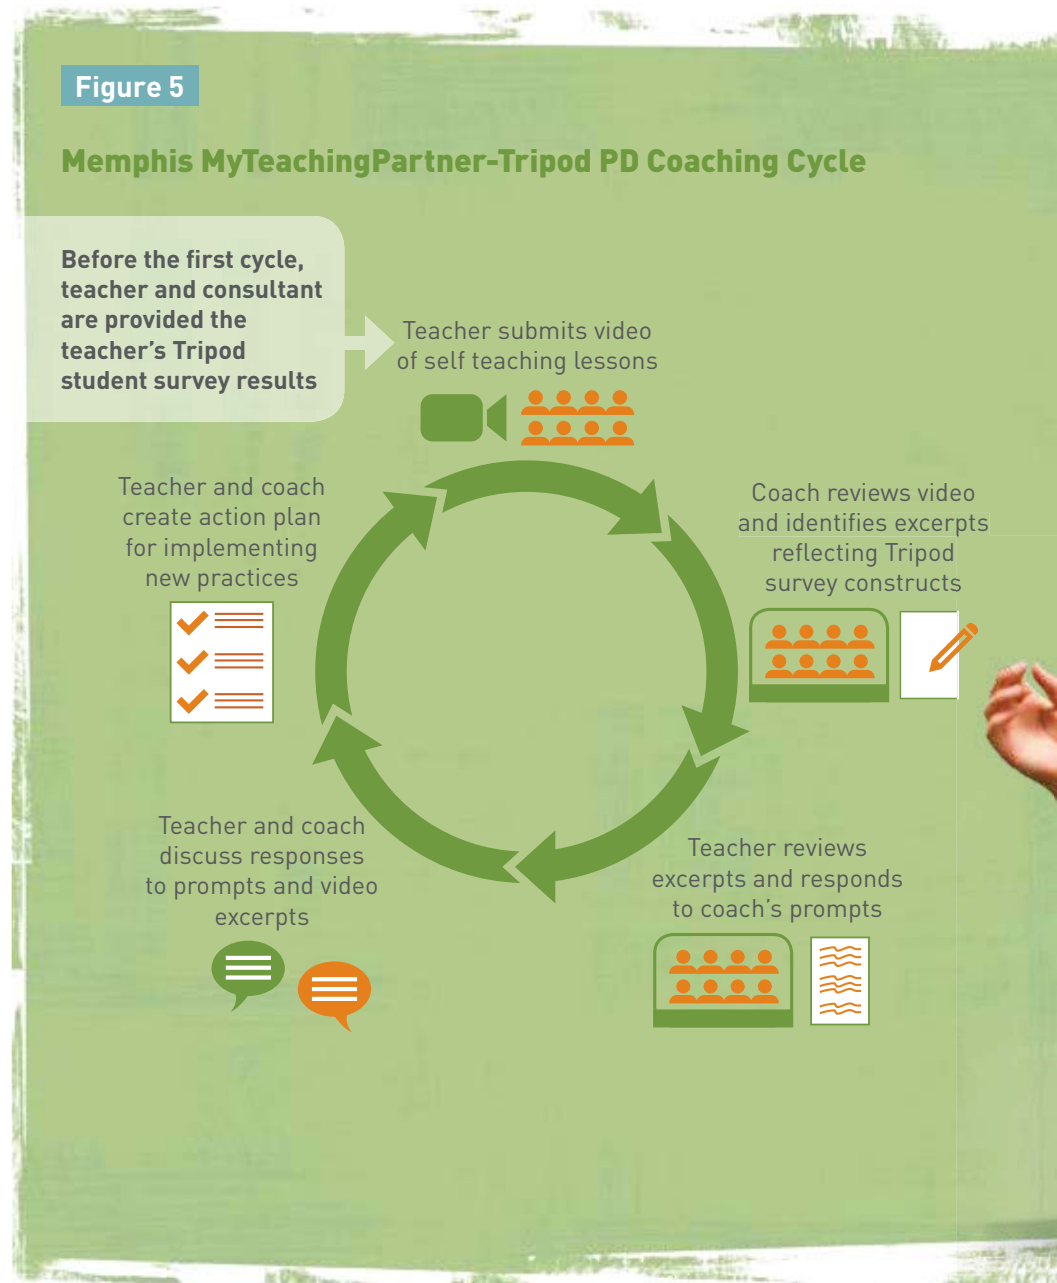 Figure 5
Memphis MyTeachingPartner-Tripod PD Coaching Cycle
Before the first cycle,
teacher and consultant
are provided the
teacher’s Tripod
student survey results
Teacher submits video
of self teaching lessons
Coach reviews video
and identifies excerpts
reflecting Tripod
survey constructs
Teacher reviews
excerpts and responds
to coach’s prompts
Teacher and coach
discuss responses
to prompts and video
excerpts
Teacher and coach
create action plan
for implementing
new practices